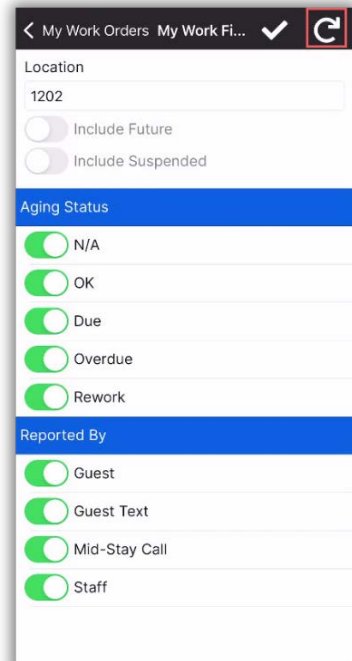 My Work Orders My Work Fi...
Location
1202
Include Future
Include Suspended
Aging Status
N/A
OK
Due
Overdue
Rework
Reported By
Guest
Guest Text
Mid-Stay Call
Staff